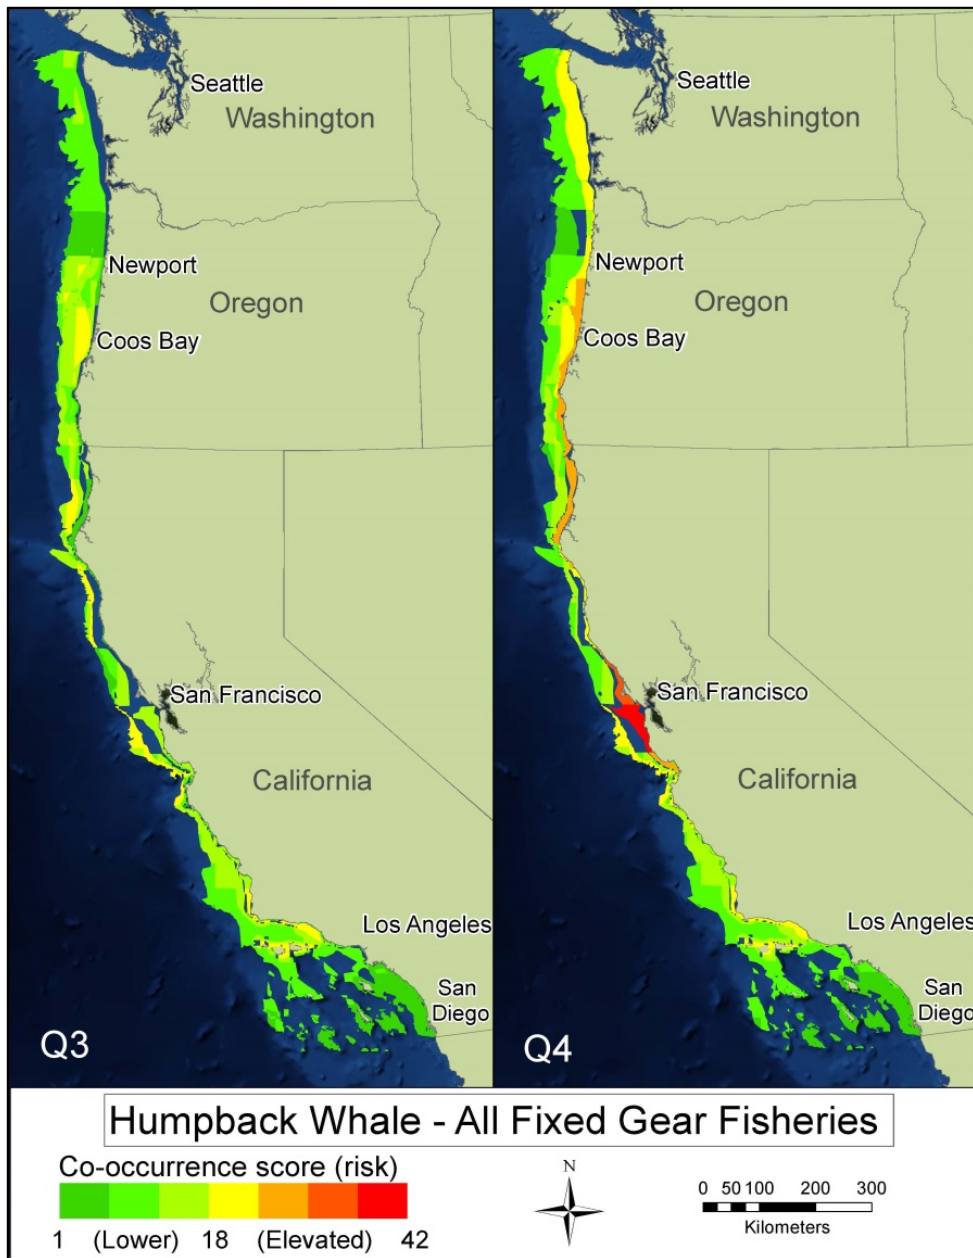 Seattle
Washington
Newport
Oregon
Coos Bay
San Francisco
California
Los Angeles
San
Diego
Q3
Seattle
Washington
Newport
Oregon
Coos Bay
San Francisco
California
Los Angeles
San
Diego
Q4
Humpback Whale - All Fixed Gear Fisheries
Co-occurrence score (risk)
1 (Lower) 18 (Elevated) 42
N
0 50 100 200 300
Kilometers